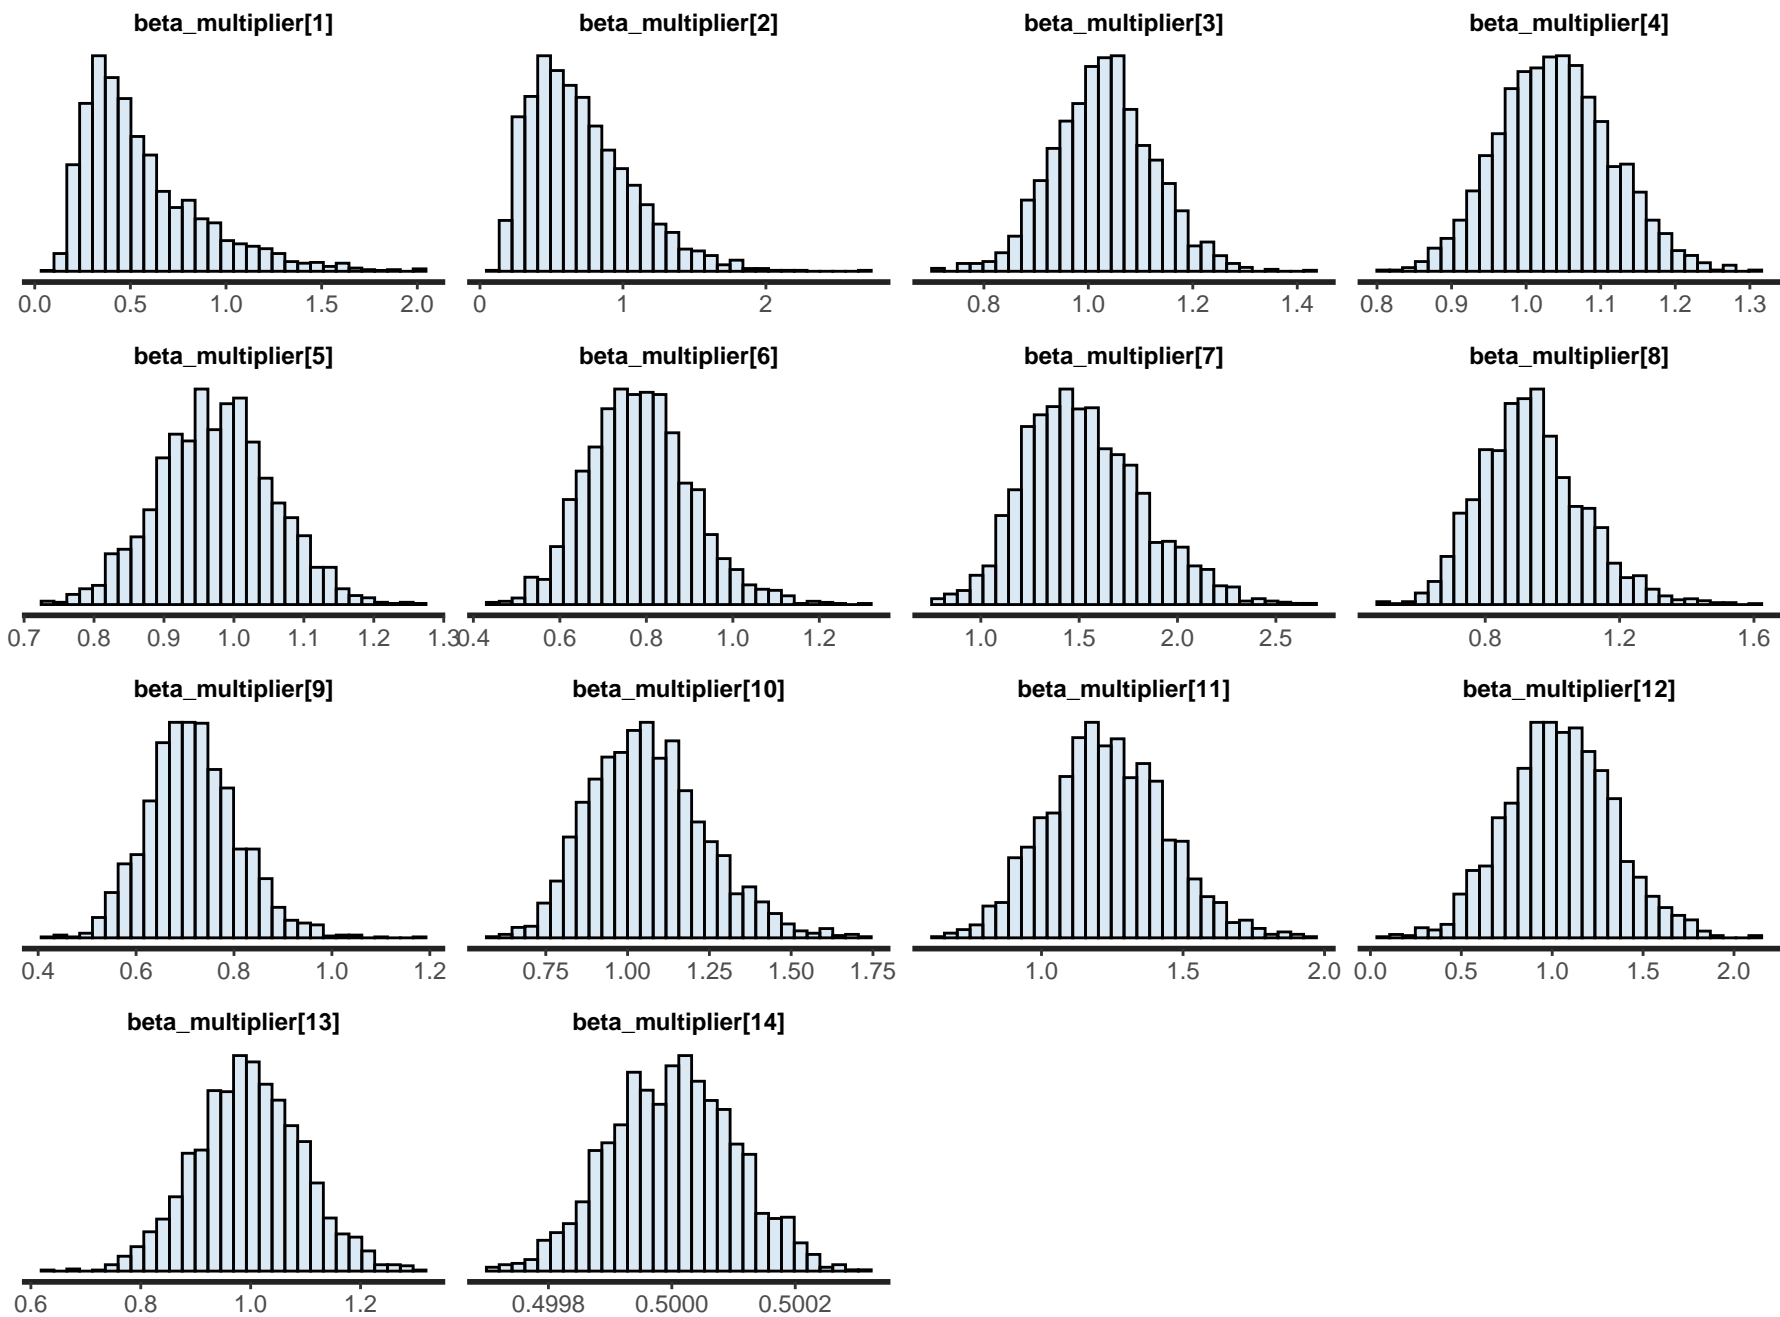 beta_multiplier[1] beta_multiplier[2] beta_multiplier[3] beta_multiplier[4]
0.0 0.5 1.0 1.5 2.0 0 1 2 0.8 1.0 1.2 1.4 0.8 0.9 1.0 1.1 1.2 1.3
beta_multiplier[5] beta_multiplier[6] beta_multiplier[7] beta_multiplier[8]
0.7 0.8 0.9 1.0 1.1 1.2 1.3 0.4 0.6 0.8 1.0 1.2 1.0 1.5 2.0 2.5 0.8 1.2 1.6
beta_multiplier[9] beta_multiplier[10] beta_multiplier[11] beta_multiplier[12]
0.4 0.6 0.8 1.0 1.2 0.75 1.00 1.25 1.50 1.75 1.0 1.5 2.0 0.0 0.5 1.0 1.5 2.0
beta_multiplier[13] beta_multiplier[14]
0.6 0.8 1.0 1.2 0.4998 0.5000 0.5002